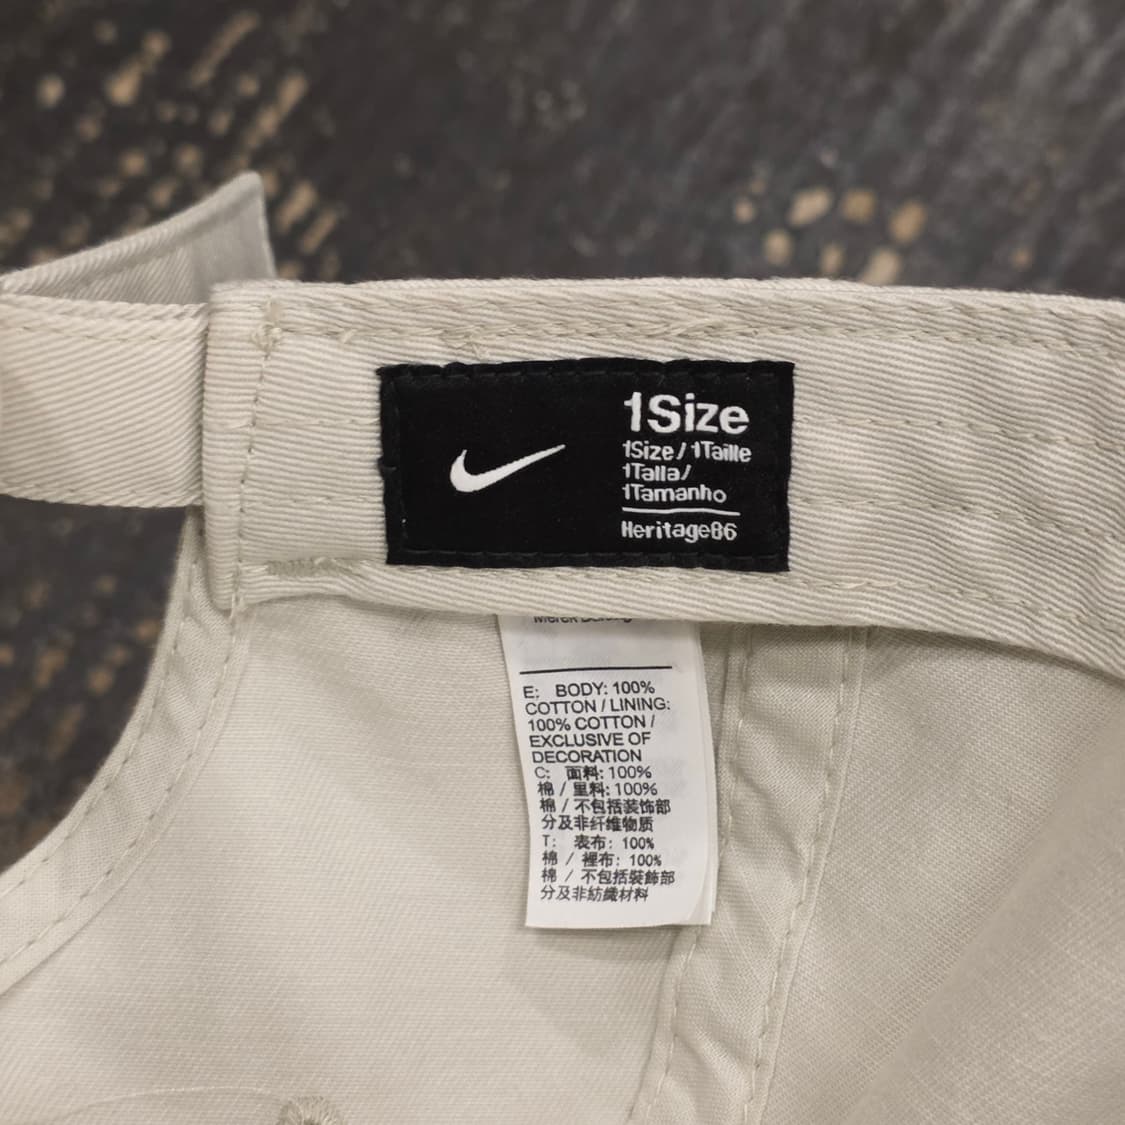 1Size
1Size / 1Taille
1Talla/
1Tamanho
Heritage86
E: BODY: 100%
COTTON / LINING:
100% COTTON /
EXCLUSIVE OF
DECORATION
C: 面料: 100%
棉 / 里料: 100%
棉 / 不包括装饰部
分及非纤维物质
T: 表布: 100%
棉 / 裡布: 100%
棉 / 不包括裝飾部
分及非紡織材料